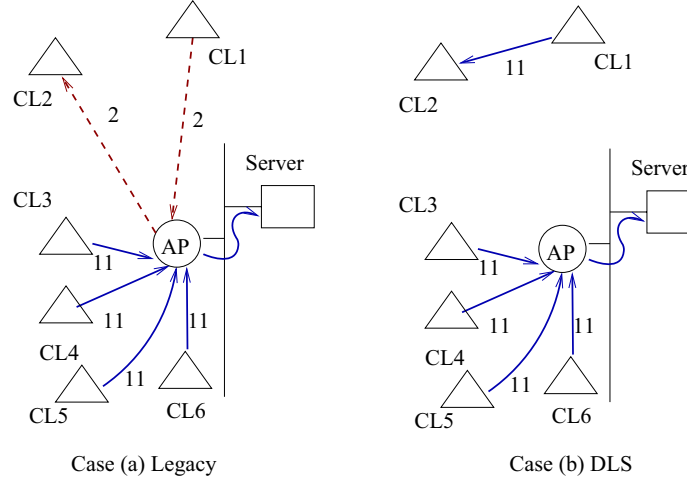 CL1
CL2
2
2
Server
CL3
AP
11
11
CL4
11
11
CL5
CL6
Case (a) Legacy
CL1
11
CL2
Server
CL3
AP
11
11
CL4
11
11
CL5
CL6
Case (b) DLS